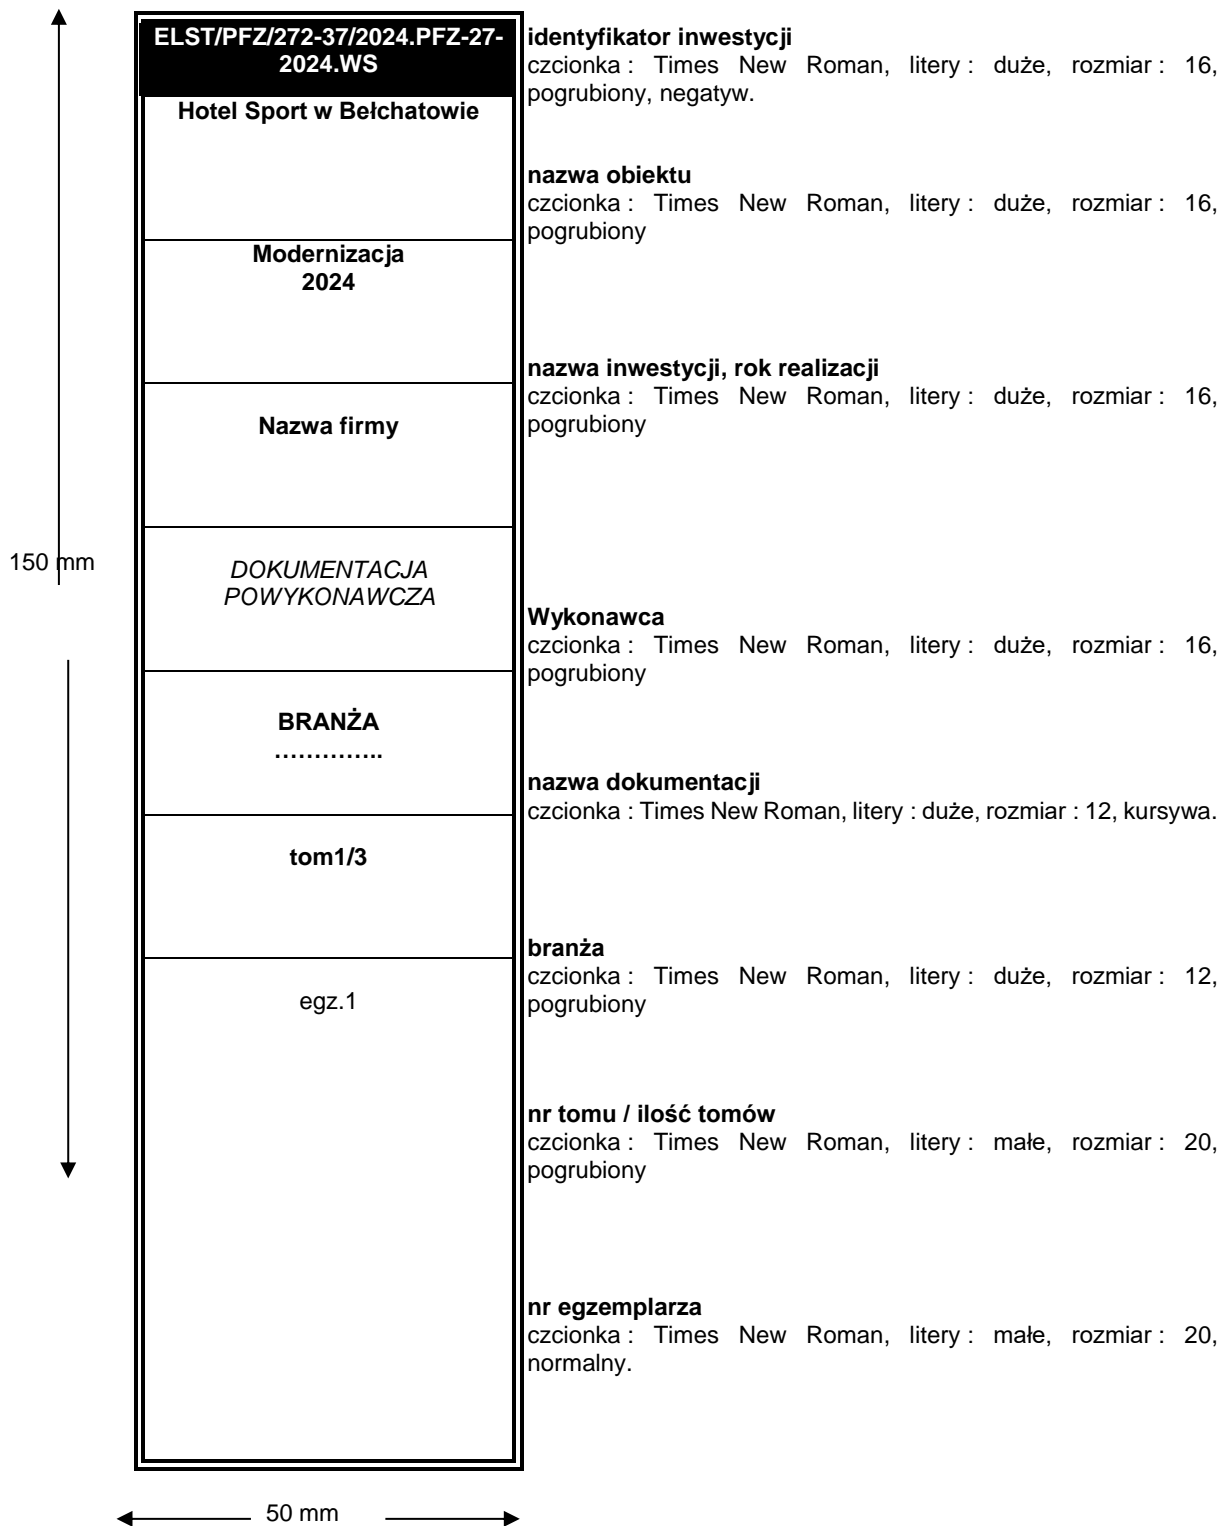 ELST/PFZ/272-37/2024.PFZ-27-
2024.WS
Hotel Sport w Bełchatowie
Modernizacja
2024
Nazwa firmy
DOKUMENTACJA
POWYKONAWCZA
BRANŻA
…………..
tom1/3
egz.1
150 mm
50 mm
identyfikator inwestycji
czcionka : Times New Roman, litery : duże, rozmiar : 16,
pogrubiony, negatyw.
nazwa obiektu
czcionka : Times New Roman, litery : duże, rozmiar : 16,
pogrubiony
nazwa inwestycji, rok realizacji
czcionka : Times New Roman, litery : duże, rozmiar : 16,
pogrubiony
Wykonawca
czcionka : Times New Roman, litery : duże, rozmiar : 16,
pogrubiony
nazwa dokumentacji
czcionka : Times New Roman, litery : duże, rozmiar : 12, kursywa.
branża
czcionka : Times New Roman, litery : duże, rozmiar : 12,
pogrubiony
nr tomu / ilość tomów
czcionka : Times New Roman, litery : małe, rozmiar : 20,
pogrubiony
nr egzemplarza
czcionka : Times New Roman, litery : małe, rozmiar : 20,
normalny.